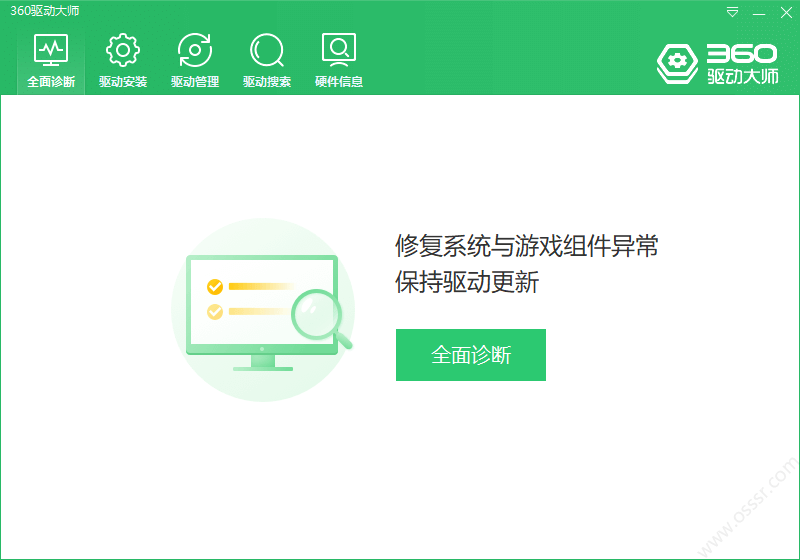 360驱动大师
全面诊断
驱动安装
驱动管理
驱动搜索
硬件信息
360
驱动大师
修复系统与游戏组件异常
保持驱动更新
全面诊断
www.osssr.com